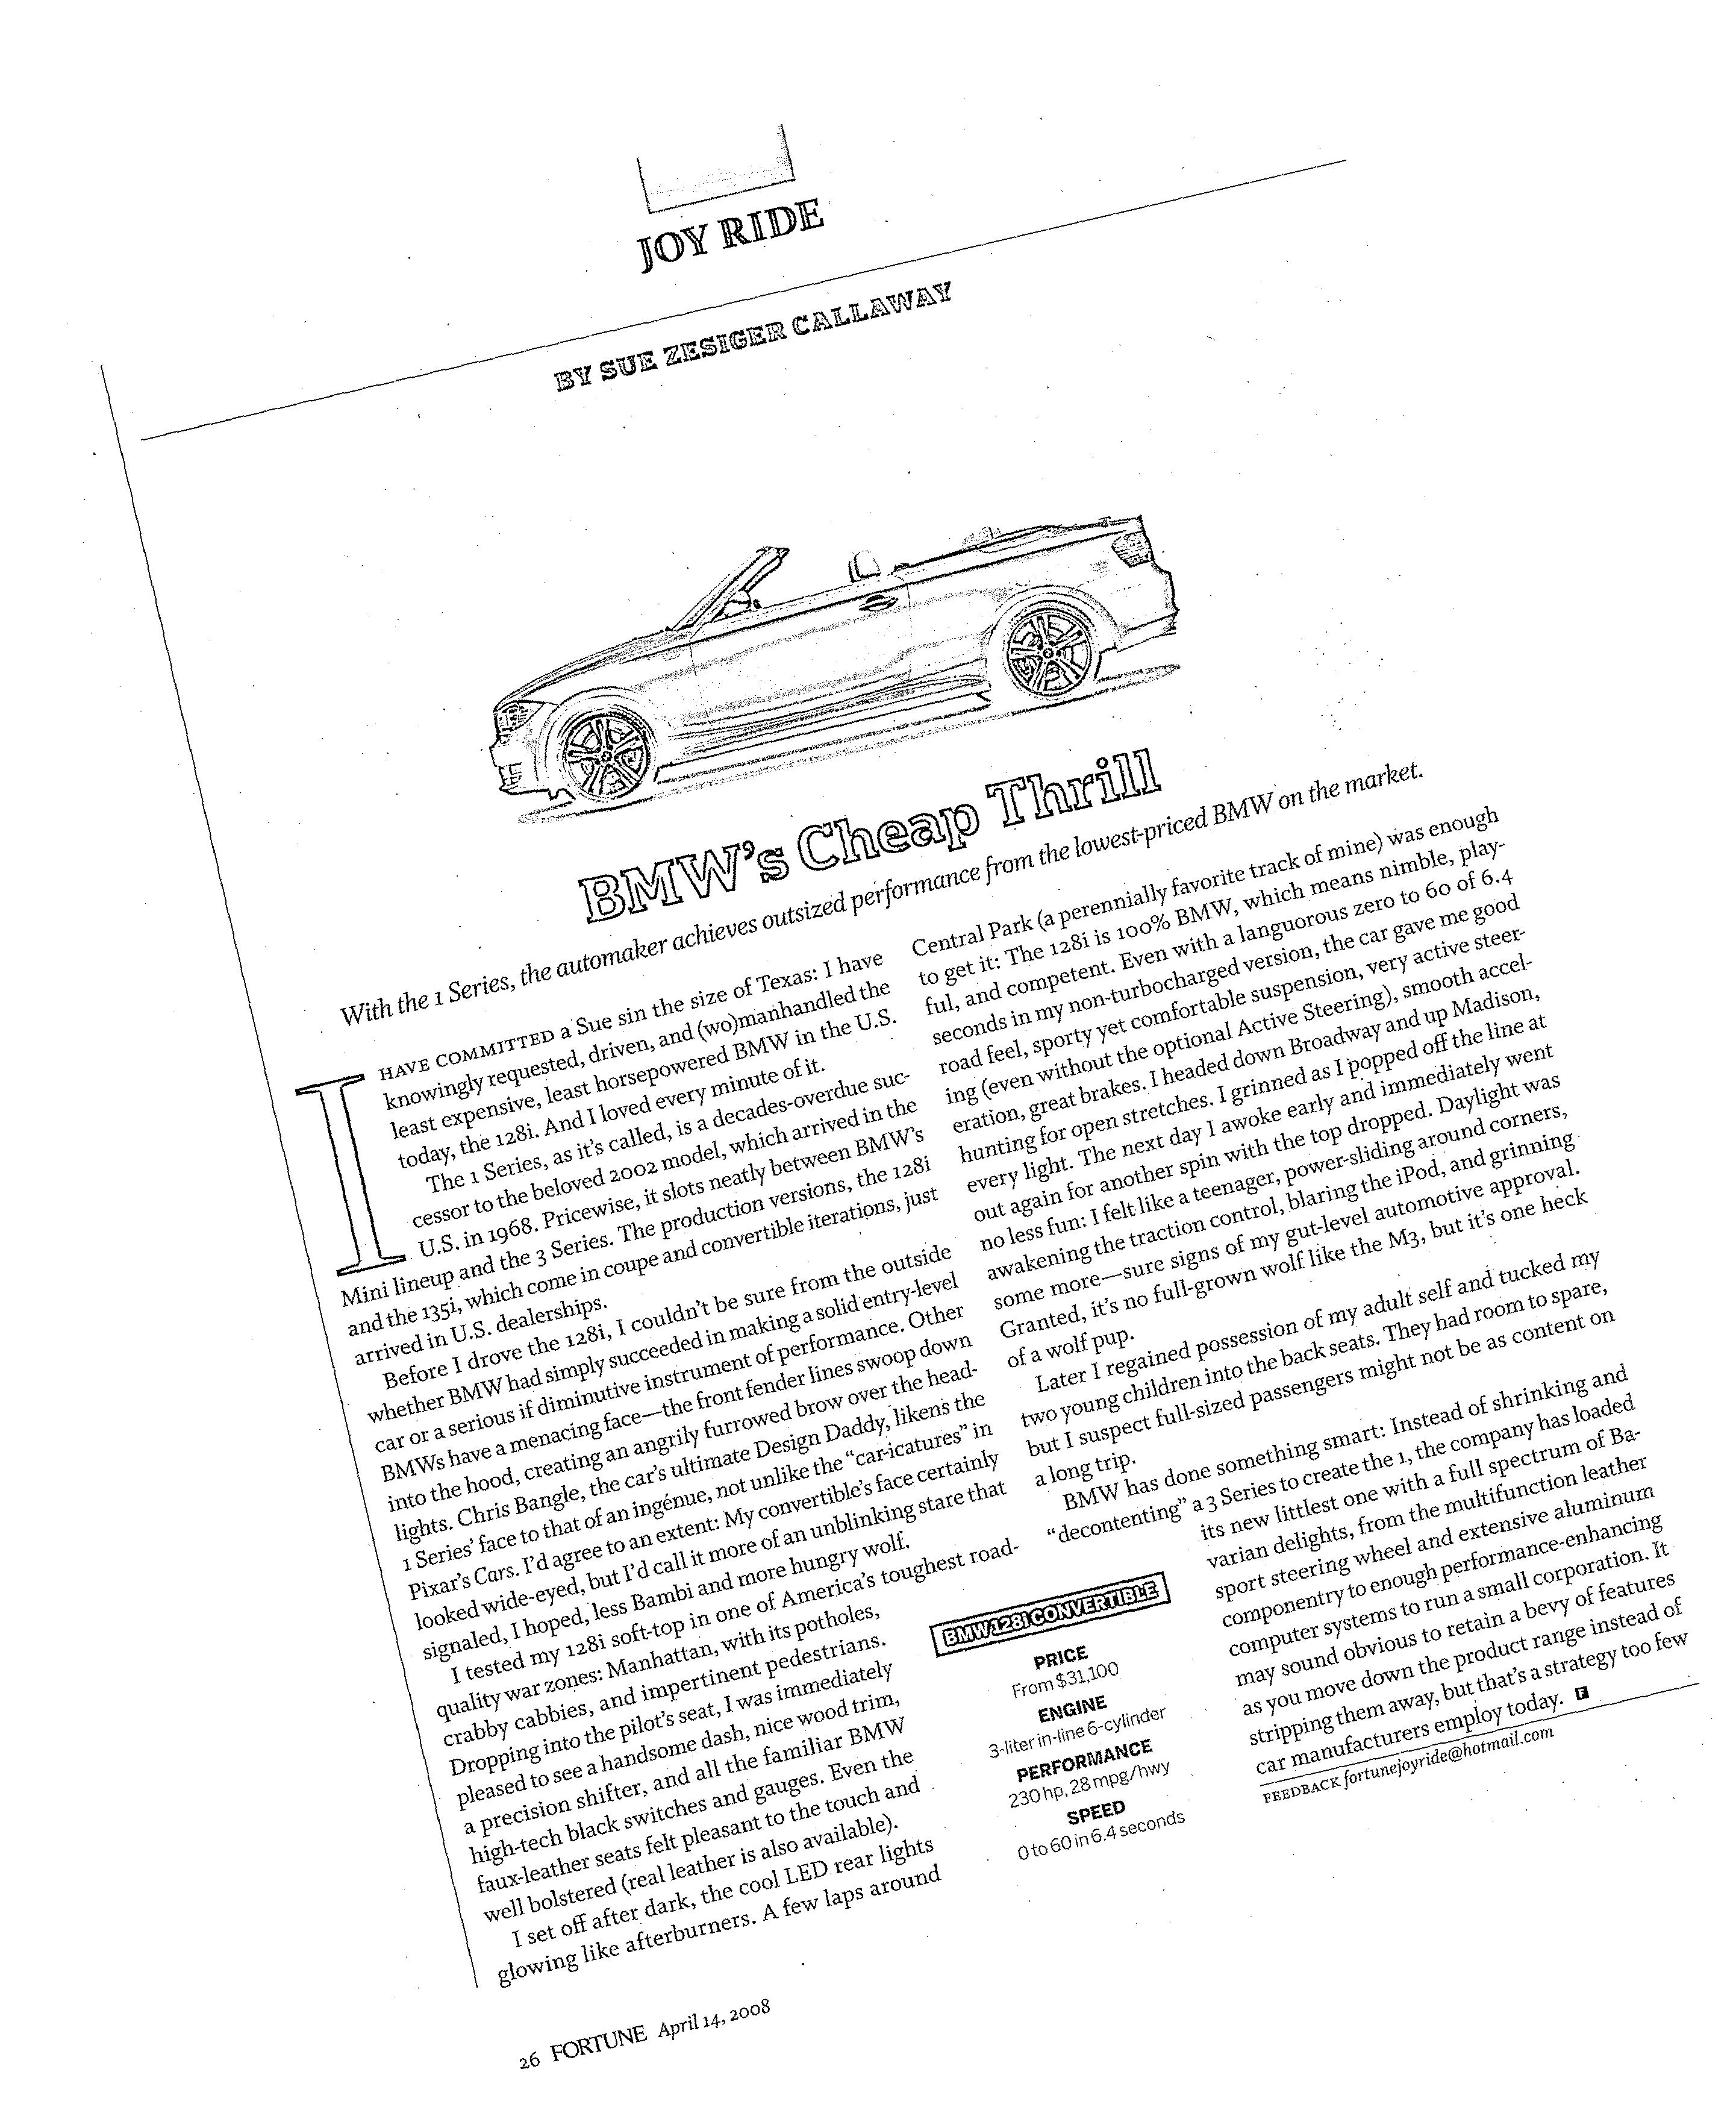 JOY RIDE
BY SUE ZESIGER CALLAWAY
BMW's Cheap Thrill
With the 1 Series, the automaker achieves outsized performance from the lowest-priced BMW on the market.
I HAVE COMMITTED a Sue sin the size of Texas: I have
knowingly requested, driven, and (wo)manhandled the
least expensive, least horsepowered BMW in the U.S.
today, the 128i. And I loved every minute of it.
The 1 Series, as it's called, is a decades-overdue suc-
cessor to the beloved 2002 model, which arrived in the
U.S. in 1968. Pricewise, it slots neatly between BMW's
Mini lineup and the 3 Series. The production versions, the 128i
and the 135i, which come in coupe and convertible iterations, just
arrived in U.S. dealerships.
Before I drove the 128i, I couldn't be sure from the outside
whether BMW had simply succeeded in making a solid entry-level
car or a serious if diminutive instrument of performance. Other
BMWs have a menacing face—the front fender lines swoop down
into the hood, creating an angrily furrowed brow over the head-
lights. Chris Bangle, the car's ultimate Design Daddy, likens the
1 Series' face to that of an ingénue, not unlike the "car-icatures" in
Pixar's Cars. I'd agree to an extent: My convertible's face certainly
looked wide-eyed, but I'd call it more of an unblinking stare that
signaled, I hoped, less Bambi and more hungry wolf.
I tested my 128i soft-top in one of America's toughest road-
quality war zones: Manhattan, with its potholes,
crabby cabbies, and impertinent pedestrians.
Dropping into the pilot's seat, I was immediately
pleased to see a handsome dash, nice wood trim,
a precision shifter, and all the familiar BMW
high-tech black switches and gauges. Even the
faux-leather seats felt pleasant to the touch and
well bolstered (real leather is also available).
I set off after dark, the cool LED rear lights
glowing like afterburners. A few laps around
Central Park (a perennially favorite track of mine) was enough
to get it: The 128i is 100% BMW, which means nimble, play-
ful, and competent. Even with a languorous zero to 60 of 6.4
seconds in my non-turbocharged version, the car gave me good
road feel, sporty yet comfortable suspension, very active steer-
ing (even without the optional Active Steering), smooth accel-
eration, great brakes. I headed down Broadway and up Madison,
hunting for open stretches. I grinned as I popped off the line at
every light. The next day I awoke early and immediately went
out again for another spin with the top dropped. Daylight was
no less fun: I felt like a teenager, power-sliding around corners,
awakening the traction control, blaring the iPod, and grinning
some more—sure signs of my gut-level automotive approval.
Granted, it's no full-grown wolf like the M3, but it's one heck
of a wolf pup.
Later I regained possession of my adult self and tucked my
two young children into the back seats. They had room to spare,
but I suspect full-sized passengers might not be as content on
a long trip.
BMW has done something smart: Instead of shrinking and
"decontenting" a 3 Series to create the 1, the company has loaded
its new littlest one with a full spectrum of Ba-
varian delights, from the multifunction leather
sport steering wheel and extensive aluminum
componentry to enough performance-enhancing
computer systems to run a small corporation. It
may sound obvious to retain a bevy of features
as you move down the product range instead of
stripping them away, but that's a strategy too few
car manufacturers employ today. F
FEEDBACK fortunejoyride@hotmail.com
BMW 128i CONVERTIBLE
PRICE
From $31,100
ENGINE
3-liter in-line 6-cylinder
PERFORMANCE
230 hp, 28 mpg/hwy
SPEED
0 to 60 in 6.4 seconds
26 FORTUNE April 14, 2008